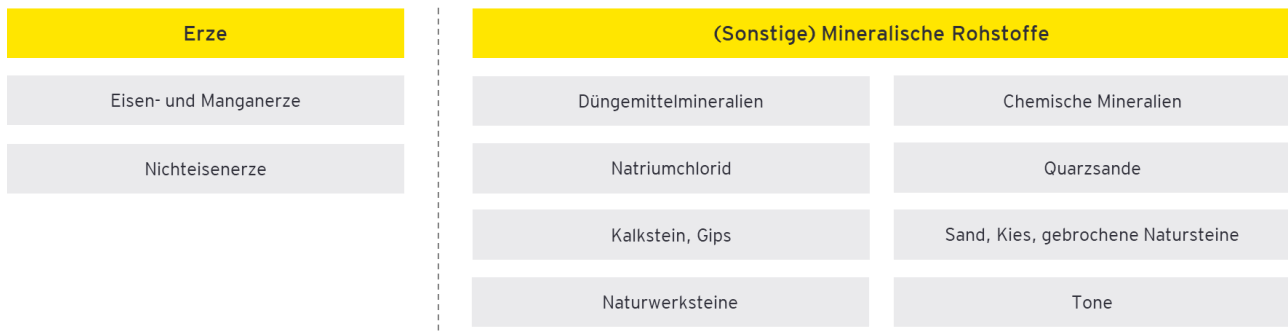 Erze
Eisen- und Manganerze
Nichteisenerze
(Sonstige) Mineralische Rohstoffe
Düngemittelmineralien
Chemische Mineralien
Natriumchlorid
Quarzsande
Kalkstein, Gips
Sand, Kies, gebrochene Natursteine
Naturwerksteine
Tone